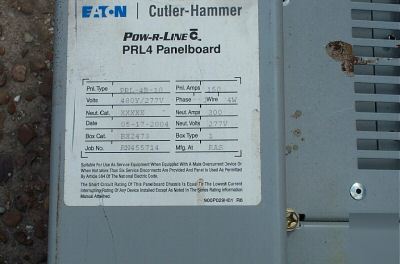 EATON Cutler-Hammer
POW-R-LINE C
PRL4 Panelboard
Pnl. Type PRL-4B-10 Pnl. Amps 150
Volts 480Y/277V Phase Wire 4W
Neut. Cat. XXXXX Neut. Amps 300
Date 05-17-2004 Neut. Volts 277V
Box Cat. BX2473 Box Type 1
Job No. RN455714 Mfg. At RAS
Suitable For Use As Service Equipment When Equipped With A Main Overcurrent Device Or
When Not More Than Six Service Disconnects Are Provided And Panel Is Used As Permitted
By Article 384 Of The National Electric Code.
The Short Circuit Rating Of This Panelboard Chassis Is Equivalent To The Lowest Current
Interrupting Rating Of Any Device Installed Except As Noted In The Series Rating Information
Manual Attached.
R6